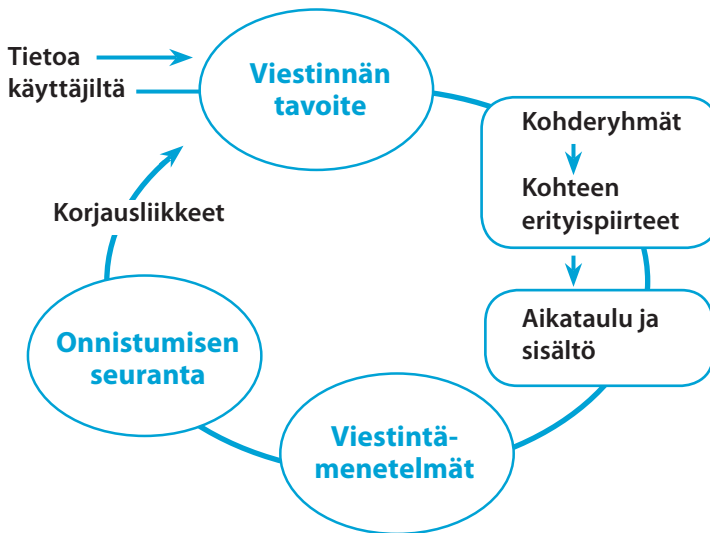 Tietoa
käyttäjiltä
Viestinnän
tavoite
Kohderyhmät
Kohteen
erityispiirteet
Aikataulu ja
sisältö
Viestintä-
menetelmät
Onnistumisen
seuranta
Korjausliikkeet